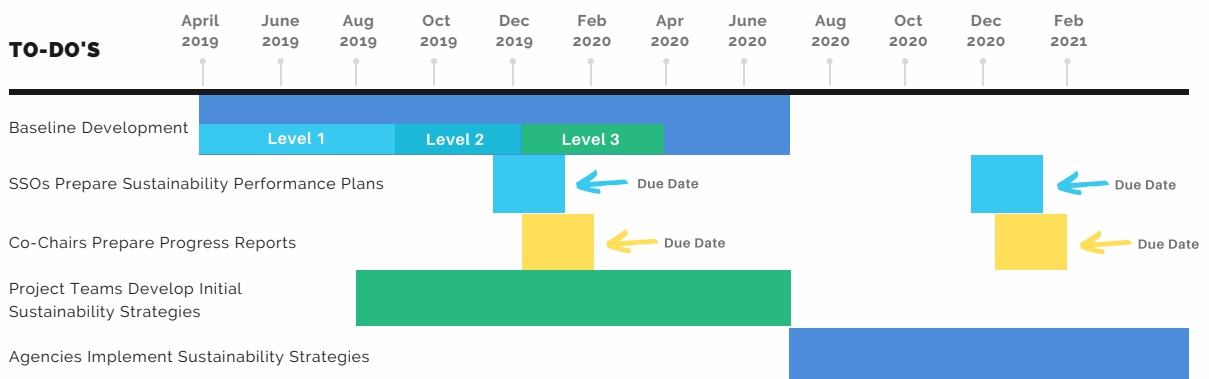 April June Aug Oct Dec Feb Apr June Aug Oct Dec Feb
2019 2019 2019 2019 2019 2020 2020 2020 2020 2020 2020 2021
TO-DO'S
Baseline Development
Level 1 Level 2 Level 3
SSOs Prepare Sustainability Performance Plans
Due Date Due Date
Co-Chairs Prepare Progress Reports
Due Date Due Date
Project Teams Develop Initial
Sustainability Strategies
Agencies Implement Sustainability Strategies